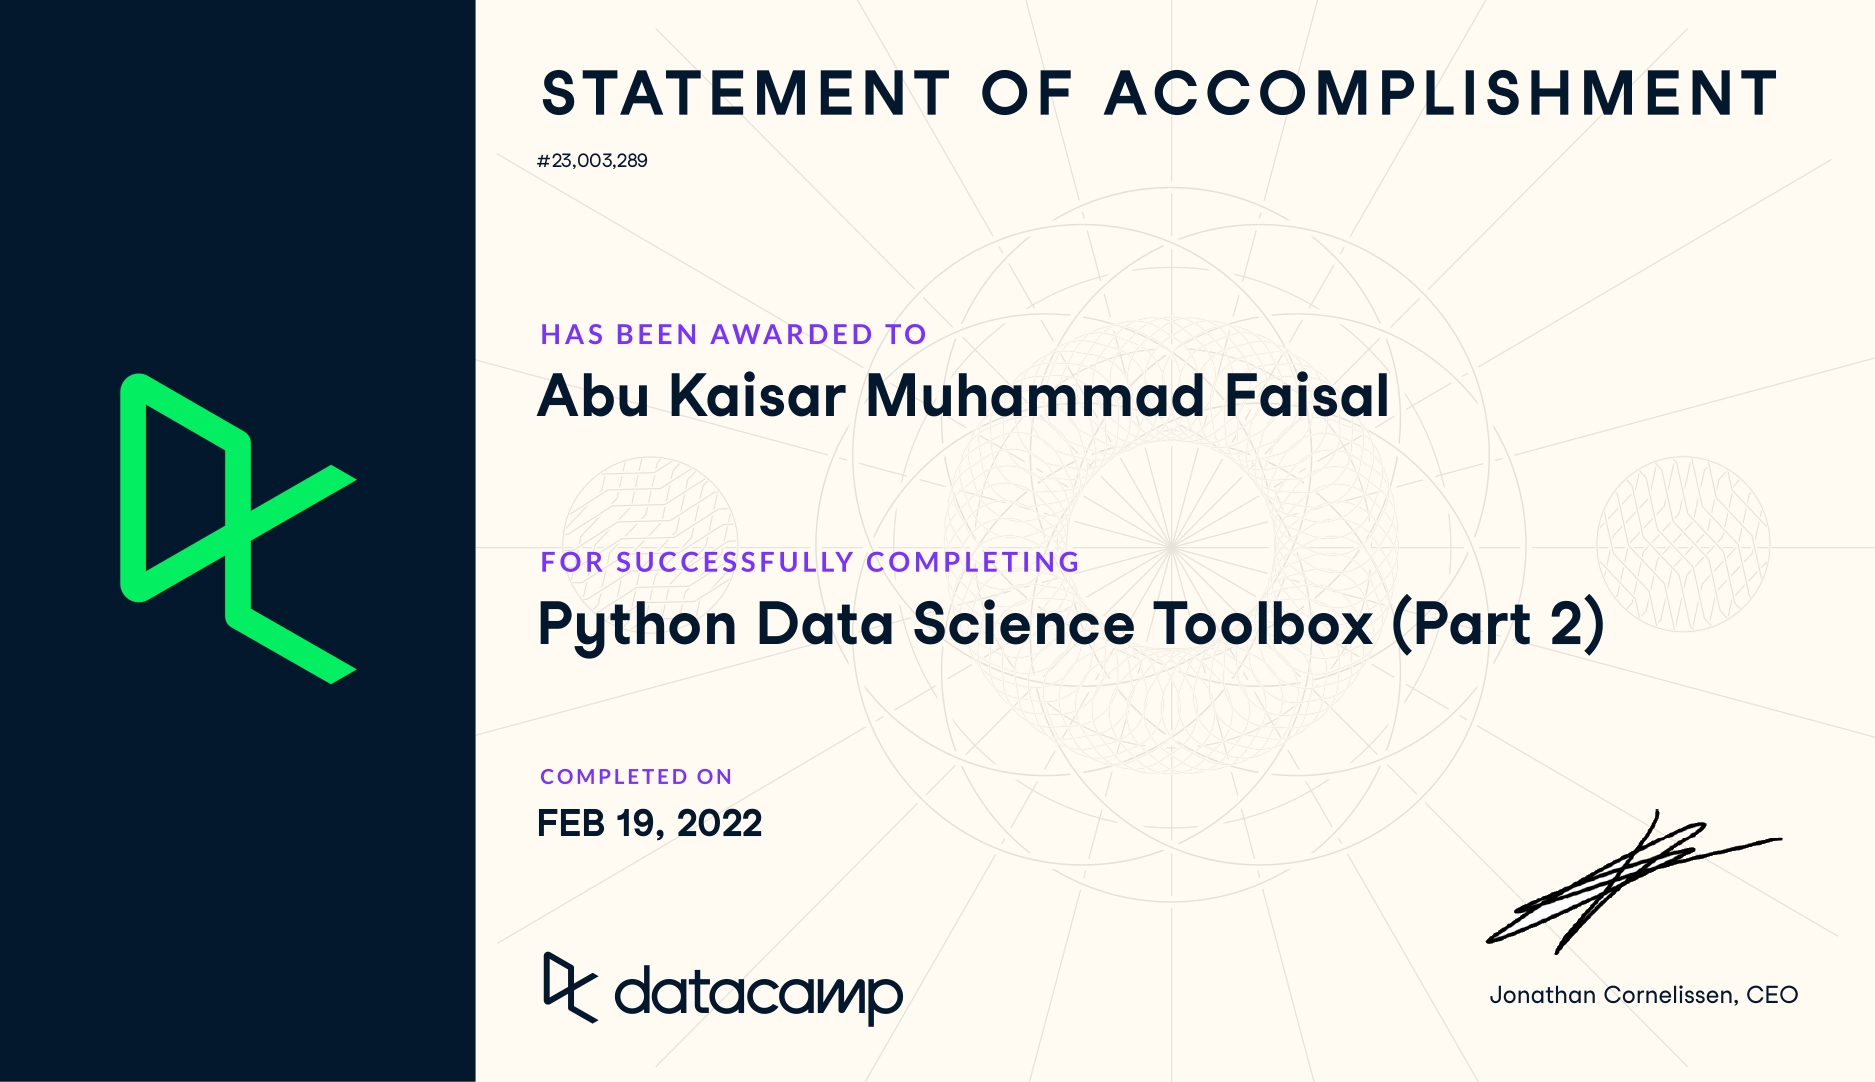 STATEMENT OF ACCOMPLISHMENT
#23,003,289
HAS BEEN AWARDED TO
Abu Kaisar Muhammad Faisal
FOR SUCCESSFULLY COMPLETING
Python Data Science Toolbox (Part 2)
COMPLETED ON
FEB 19, 2022
datacamp
Jonathan Cornelissen, CEO